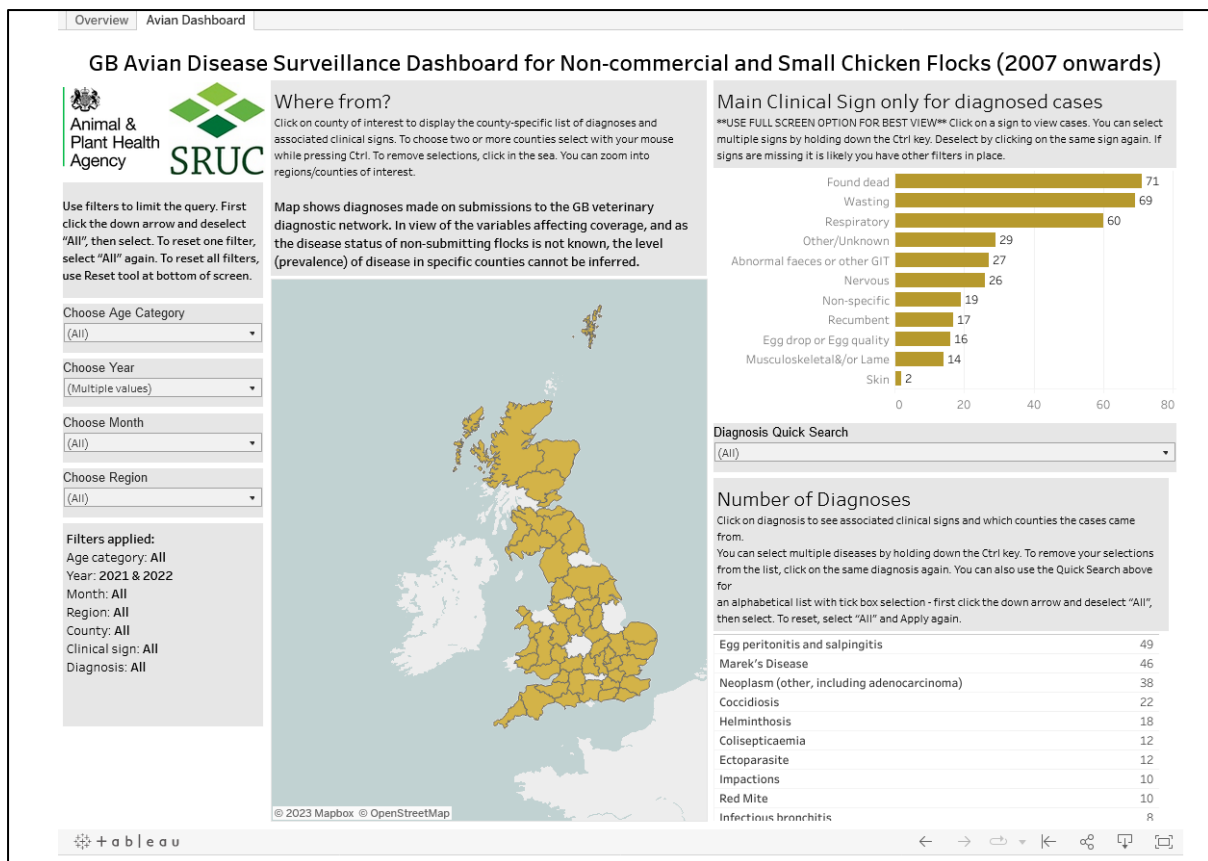 Overview
Avian Dashboard
GB Avian Disease Surveillance Dashboard for Non-commercial and Small Chicken Flocks (2007 onwards)
Animal &
Plant Health
Agency
SRUC
Use filters to limit the query. First
click the down arrow and deselect
"All", then select. To reset one filter,
select "All" again. To reset all filters,
use Reset tool at bottom of screen.
Choose Age Category
(All)
Choose Year
(Multiple values)
Choose Month
(All)
Choose Region
(All)
Filters applied:
Age category: All
Year: 2021 & 2022
Month: All
Region: All
County: All
Clinical sign: All
Diagnosis: All
Where from?
Click on county of interest to display the county-specific list of diagnoses and
associated clinical signs. To choose two or more counties select with your mouse
while pressing Ctrl. To remove selections, click in the sea. You can zoom into
regions/counties of interest.
Map shows diagnoses made on submissions to the GB veterinary
diagnostic network. In view of the variables affecting coverage, and as
the disease status of non-submitting flocks is not known, the level
(prevalence) of disease in specific counties cannot be inferred.
© 2023 Mapbox © OpenStreetMap
Main Clinical Sign only for diagnosed cases
**USE FULL SCREEN OPTION FOR BEST VIEW** Click on a sign to view cases. You can select
multiple signs by holding down the Ctrl key. Deselect by clicking on the same sign again. If
signs are missing it is likely you have other filters in place.
Found dead 71
Wasting 69
Respiratory 60
Other/Unknown 29
Abnormal faeces or other GIT 27
Nervous 26
Non-specific 19
Recumbent 17
Egg drop or Egg quality 16
Musculoskeletal&/or Lame 14
Skin 2
0 20 40 60 80
Diagnosis Quick Search
(All)
Number of Diagnoses
Click on diagnosis to see associated clinical signs and which counties the cases came
from.
You can select multiple diseases by holding down the Ctrl key. To remove your selections
from the list, click on the same diagnosis again. You can also use the Quick Search above
for
an alphabetical list with tick box selection - first click the down arrow and deselect "All",
then select. To reset, select "All" and Apply again.
Egg peritonitis and salpingitis 49
Marek's Disease 46
Neoplasm (other, including adenocarcinoma) 38
Coccidiosis 22
Helminthosis 18
Colisepticaemia 12
Ectoparasite 12
Impactions 10
Red Mite 10
Infectious bronchitis 8
+ableau